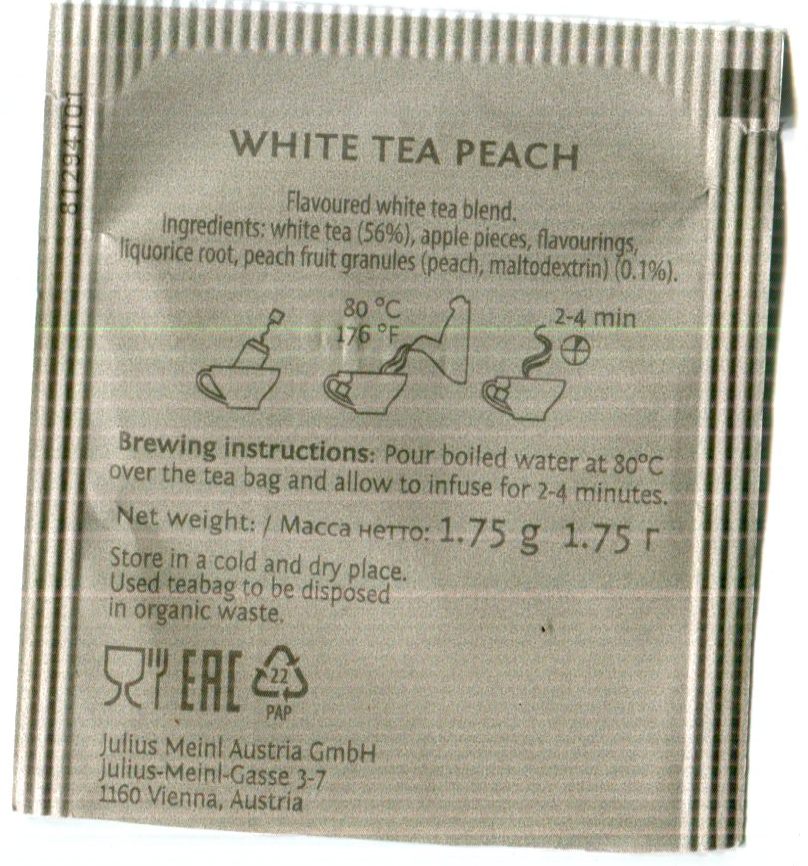 81294101
WHITE TEA PEACH
Flavoured white tea blend.
Ingredients: white tea (56%), apple pieces, flavourings,
liquorice root, peach fruit granules (peach, maltodextrin) (0.1%).
80 °C
176 °F
2-4 min
Brewing instructions: Pour boiled water at 80°C
over the tea bag and allow to infuse for 2-4 minutes.
Net weight: / Масса нетто: 1.75 g 1.75 г
Store in a cold and dry place.
Used teabag to be disposed
in organic waste.
EAC
22
PAP
Julius Meinl Austria GmbH
Julius-Meinl-Gasse 3-7
1160 Vienna, Austria